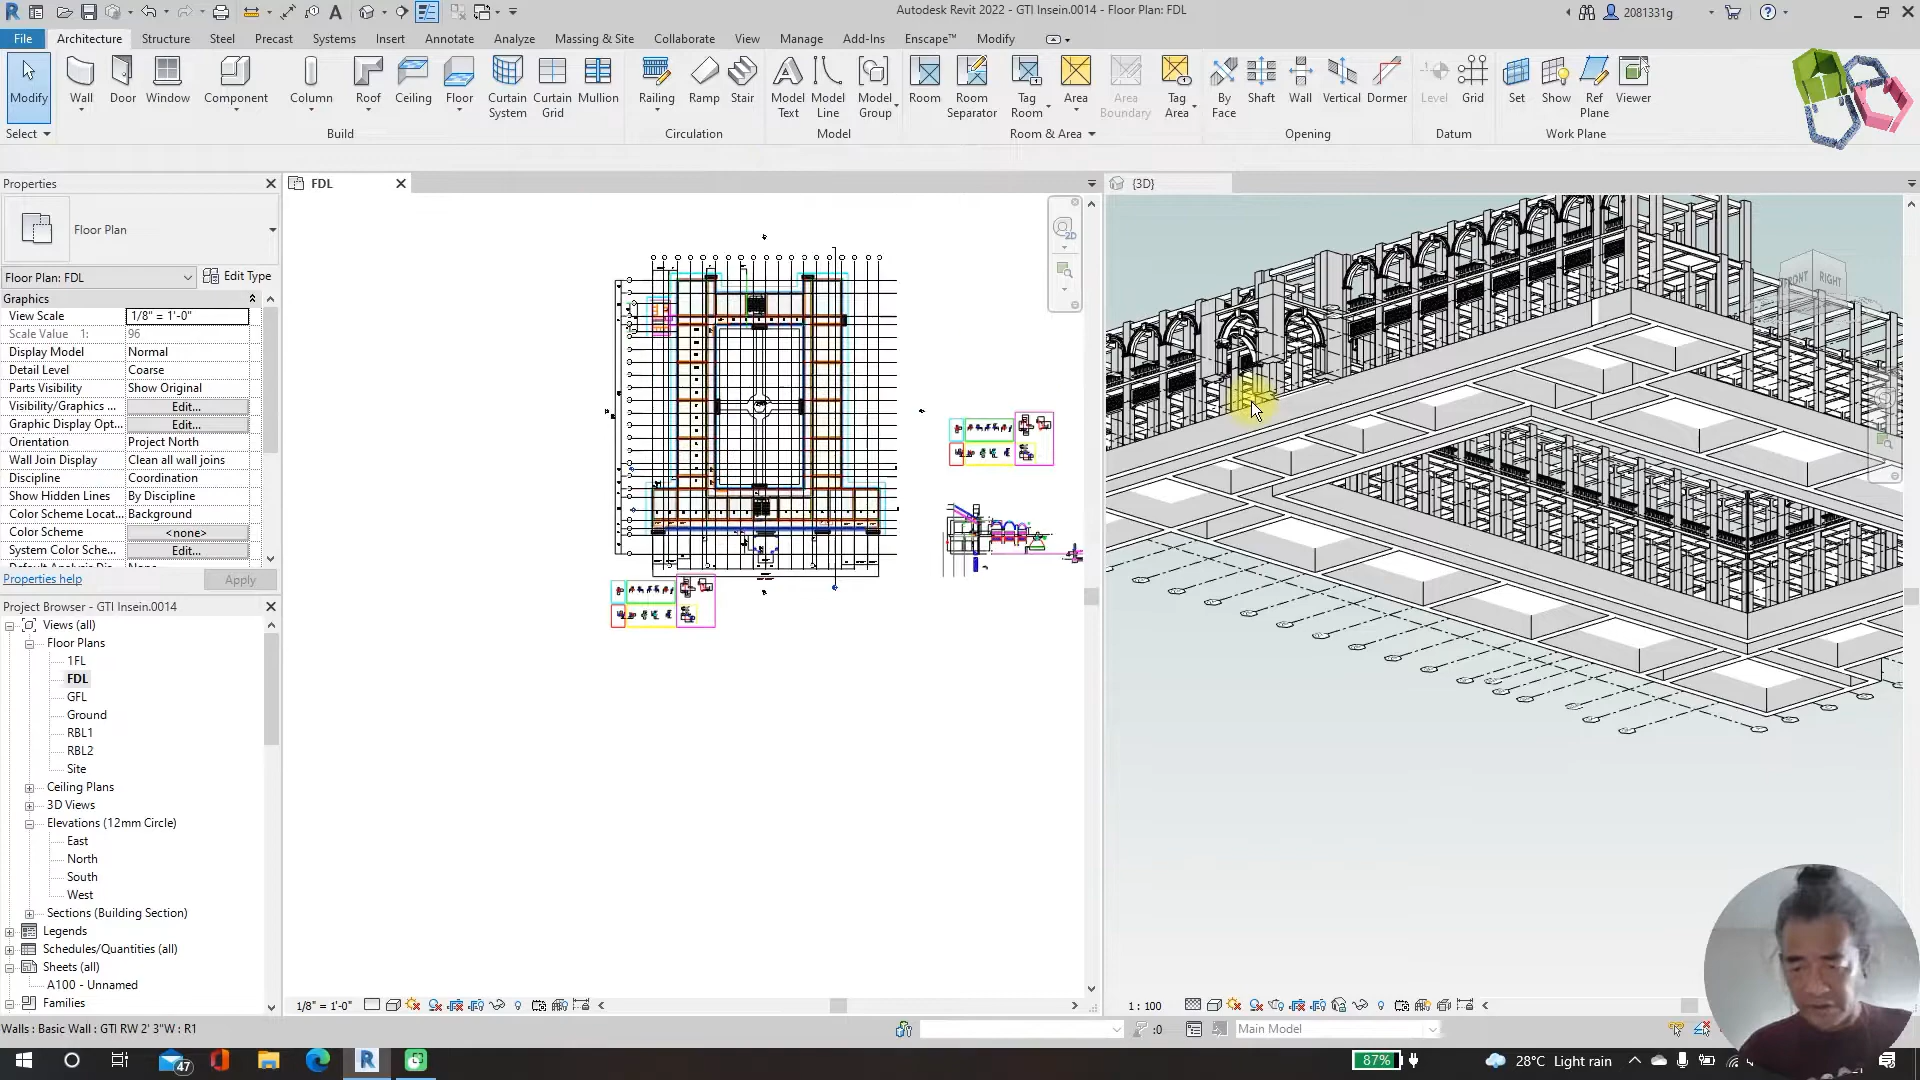 Autodesk Revit 2022 - GTI Insein.0014 - Floor Plan: FDL
2081331g
File Architecture Structure Steel Precast Systems Insert Annotate Analyze Massing & Site Collaborate View Manage Add-Ins Enscape™ Modify
Modify Wall Door Window Component Column Roof Ceiling Floor Curtain System Curtain Grid Mullion Railing Ramp Stair Model Text Model Line Model Group Room Room Separator Tag Room Area Area Boundary Tag Area By Face Shaft Wall Vertical Dormer Level Grid Set Show Ref Plane Viewer
Select Build Circulation Model Room & Area Opening Datum Work Plane
Properties
FDL
{3D}
Floor Plan
Floor Plan: FDL
Edit Type
Graphics
View Scale 1/8" = 1'-0"
Scale Value 1: 96
Display Model Normal
Detail Level Coarse
Parts Visibility Show Original
Visibility/Graphics ... Edit...
Graphic Display Opt... Edit...
Orientation Project North
Wall Join Display Clean all wall joins
Discipline Coordination
Show Hidden Lines By Discipline
Color Scheme Locat... Background
Color Scheme <none>
System Color Sche... Edit...
Properties help
Apply
Project Browser - GTI Insein.0014
Views (all)
Floor Plans
1FL
FDL
GFL
Ground
RBL1
RBL2
Site
Ceiling Plans
3D Views
Elevations (12mm Circle)
East
North
South
West
Sections (Building Section)
Legends
Schedules/Quantities (all)
Sheets (all)
A100 - Unnamed
Families
2D
FRONT
RIGHT
1/8" = 1'-0"
1 : 100
Walls : Basic Wall : GTI RW 2' 3"W : R1
:0
Main Model
47
87%
28°C Light rain